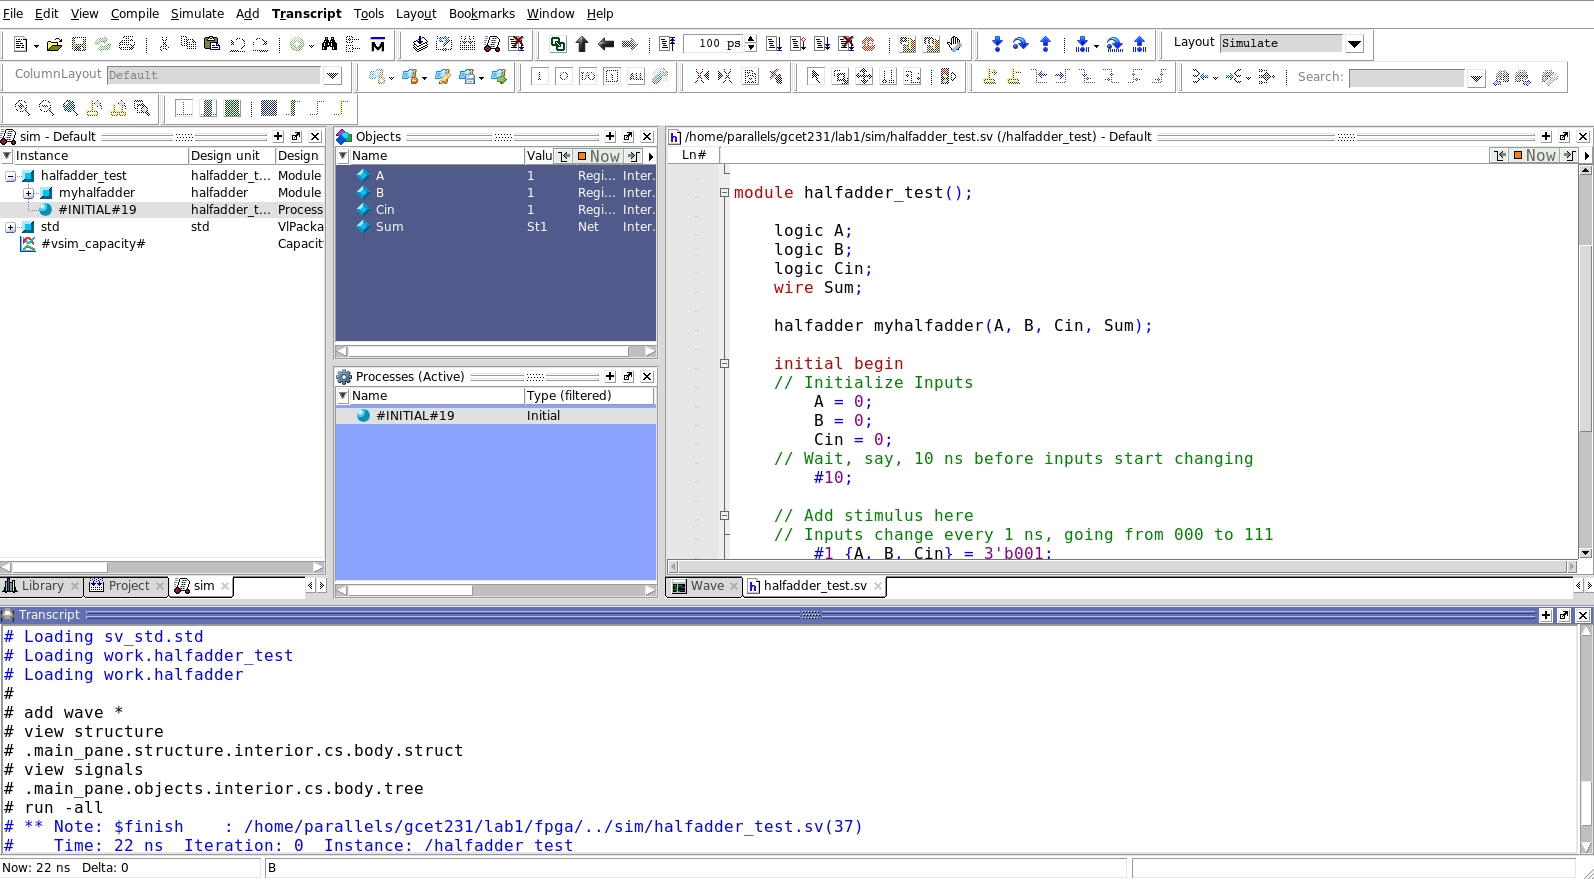 File Edit View Compile Simulate Add Transcript Tools Layout Bookmarks Window Help
100 ps
Layout Simulate
ColumnLayout Default
Search:
sim - Default
Instance Design unit Design
halfadder_test halfadder_t... Module
myhalfadder halfadder Module
#INITIAL#19 halfadder_t... Process
std std VlPacka
#vsim_capacity# Capacit
Library Project sim
Objects
Name Valu Now
A 1 Regi... Inter.
B 1 Regi... Inter.
Cin 1 Regi... Inter.
Sum St1 Net Inter.
Processes (Active)
Name Type (filtered)
#INITIAL#19 Initial
/home/parallels/gcet231/lab1/sim/halfadder_test.sv (/halfadder_test) - Default
Ln# Now
module halfadder_test();
logic A;
logic B;
logic Cin;
wire Sum;
halfadder myhalfadder(A, B, Cin, Sum);
initial begin
// Initialize Inputs
A = 0;
B = 0;
Cin = 0;
// Wait, say, 10 ns before inputs start changing
#10;
// Add stimulus here
// Inputs change every 1 ns, going from 000 to 111
#1 {A, B, Cin} = 3'b001;
Wave halfadder_test.sv
Transcript
# Loading sv_std.std
# Loading work.halfadder_test
# Loading work.halfadder
#
# add wave *
# view structure
# .main_pane.structure.interior.cs.body.struct
# view signals
# .main_pane.objects.interior.cs.body.tree
# run -all
# ** Note: $finish : /home/parallels/gcet231/lab1/fpga/../sim/halfadder_test.sv(37)
# Time: 22 ns Iteration: 0 Instance: /halfadder_test
Now: 22 ns Delta: 0 B